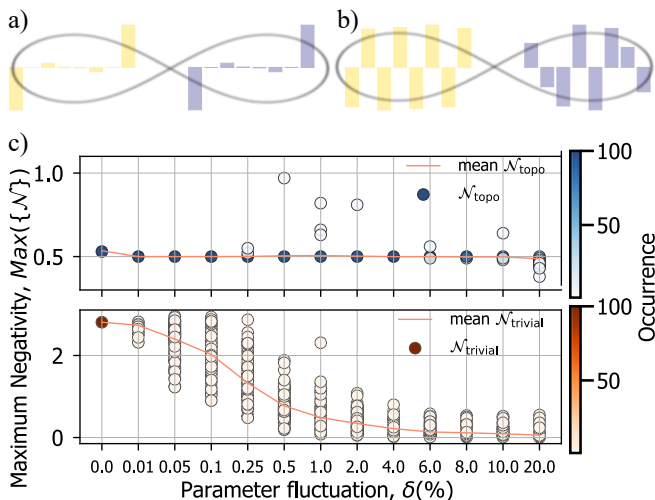 a)
b)
c)
Maximum Negativity, Max({𝒩})
1.0
0.5
mean 𝒩topo
𝒩topo
100
50
2
0
mean 𝒩trivial
𝒩trivial
100
50
Occurrence
0.0 0.01 0.05 0.1 0.25 0.5 1.0 2.0 4.0 6.0 8.0 10.0 20.0
Parameter fluctuation, δ(%)